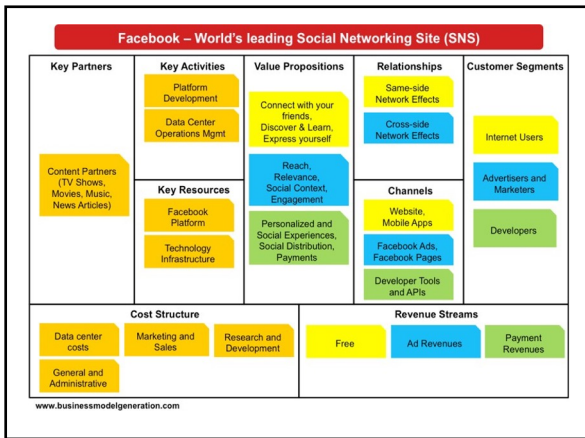 Facebook – World's leading Social Networking Site (SNS)
Key Partners
Content Partners
(TV Shows,
Movies, Music,
News Articles)
Key Activities
Platform
Development
Data Center
Operations Mgmt
Key Resources
Facebook
Platform
Technology
Infrastructure
Value Propositions
Connect with your
friends,
Discover & Learn,
Express yourself
Reach,
Relevance,
Social Context,
Engagement
Personalized and
Social Experiences,
Social Distribution,
Payments
Relationships
Same-side
Network Effects
Cross-side
Network Effects
Channels
Website,
Mobile Apps
Facebook Ads,
Facebook Pages
Developer Tools
and APIs
Customer Segments
Internet Users
Advertisers and
Marketers
Developers
Cost Structure
Data center
costs
Marketing and
Sales
Research and
Development
General and
Administrative
Revenue Streams
Free
Ad Revenues
Payment
Revenues
www.businessmodelgeneration.com